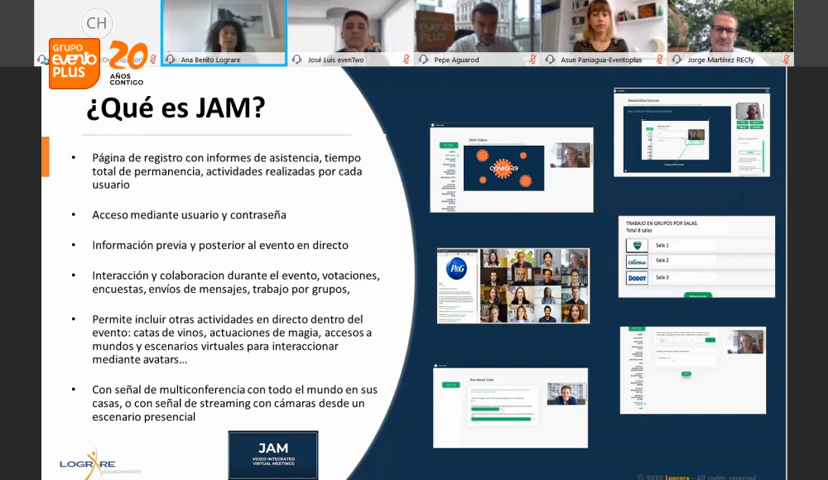 CH
Ana Benito Lograre
José Luis evenTwo
Pepe Aguarod
Asun Paniagua-Eventoplus
Jorge Martínez RECfy
GRUPO
evento
PLUS
20
AÑOS
CONTIGO
¿Qué es JAM?
• Página de registro con informes de asistencia, tiempo
total de permanencia, actividades realizadas por cada
usuario
• Acceso mediante usuario y contraseña
• Información previa y posterior al evento en directo
• Interacción y colaboracion durante el evento, votaciones,
encuestas, envíos de mensajes, trabajo por grupos,
• Permite incluir otras actividades en directo dentro del
evento: catas de vinos, actuaciones de magia, accesos a
mundos y escenarios virtuales para interaccionar
mediante avatars...
• Con señal de multiconferencia con todo el mundo en sus
casas, o con señal de streaming con cámaras desde un
escenario presencial
COVID19
Desarrollos futuros
TRABAJO EN GRUPOS POR SALAS.
Total 8 salas
Sala 1
Sala 2
Sala 3
DODOT
P&G
LOGRARE
JAM
VIDEO-INTEGRATED
VIRTUAL MEETINGS
© 2020 Lograre - All rights reserved